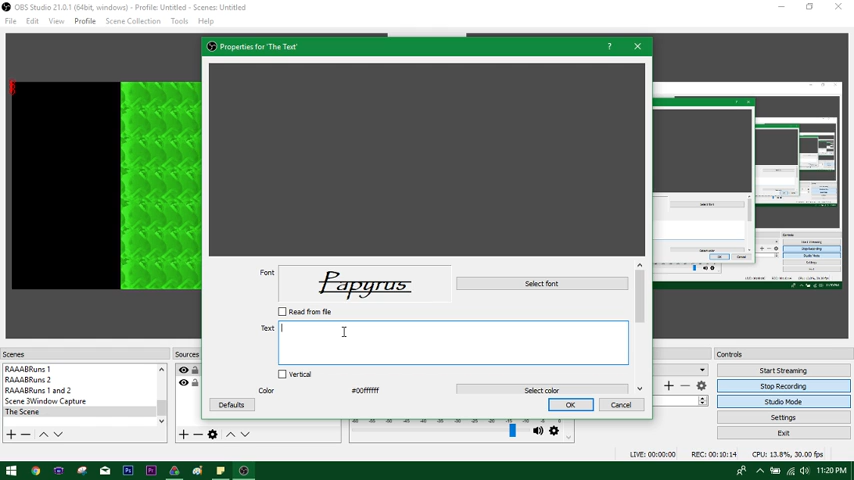 OBS Studio 21.0.1 (64bit, windows) - Profile: Untitled - Scenes: Untitled
File Edit View Profile Scene Collection Tools Help
Properties for 'The Text'
Font
Papyrus
Select font
Read from file
Text
Vertical
Color
#00ffffff
Select color
Defaults
OK
Cancel
Scenes
RAAABRuns 1
RAAABRuns 2
RAAABRuns 1 and 2
Scene 3Window Capture
The Scene
Sources
Controls
Start Streaming
Stop Recording
Studio Mode
Settings
Exit
LIVE: 00:00:00
REC: 00:10:14
CPU: 13.8%, 30.00 fps
11:20 PM